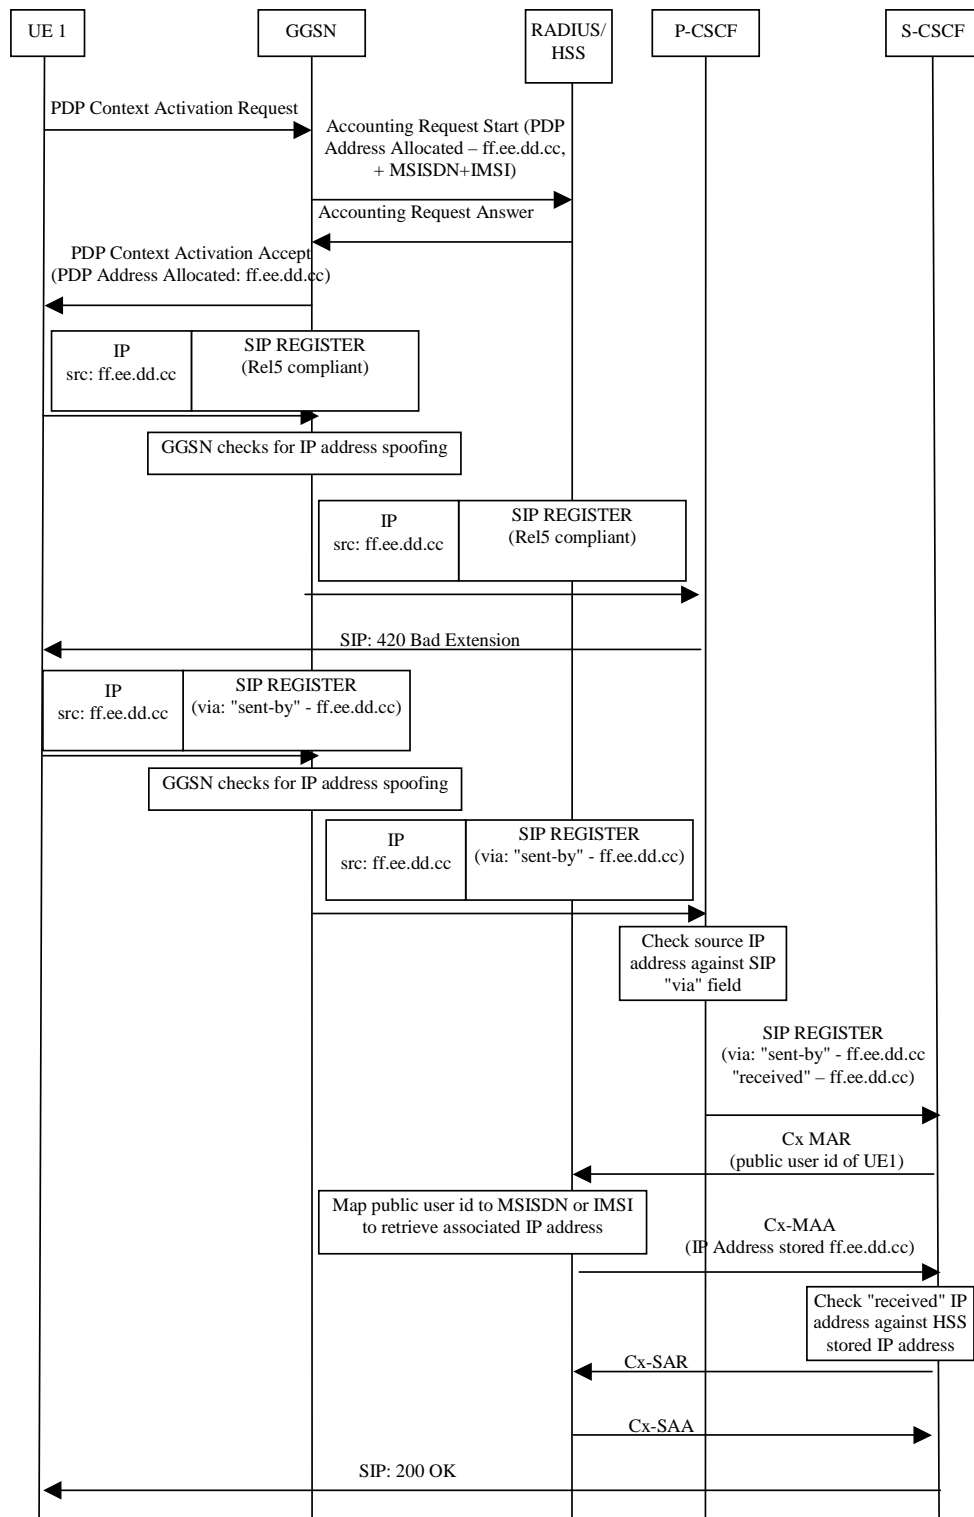 UE 1
GGSN
RADIUS/
HSS
P-CSCF
S-CSCF
PDP Context Activation Request
Accounting Request Start (PDP
Address Allocated – ff.ee.dd.cc,
+ MSISDN+IMSI)
Accounting Request Answer
PDP Context Activation Accept
(PDP Address Allocated: ff.ee.dd.cc)
IP
src: ff.ee.dd.cc
SIP REGISTER
(Rel5 compliant)
GGSN checks for IP address spoofing
IP
src: ff.ee.dd.cc
SIP REGISTER
(Rel5 compliant)
SIP: 420 Bad Extension
IP
src: ff.ee.dd.cc
SIP REGISTER
(via: "sent-by" - ff.ee.dd.cc)
GGSN checks for IP address spoofing
IP
src: ff.ee.dd.cc
SIP REGISTER
(via: "sent-by" - ff.ee.dd.cc)
Check source IP
address against SIP
"via" field
SIP REGISTER
(via: "sent-by" - ff.ee.dd.cc
"received" – ff.ee.dd.cc)
Cx MAR
(public user id of UE1)
Map public user id to MSISDN or IMSI
to retrieve associated IP address
Cx-MAA
(IP Address stored ff.ee.dd.cc)
Check "received" IP
address against HSS
stored IP address
Cx-SAR
Cx-SAA
SIP: 200 OK